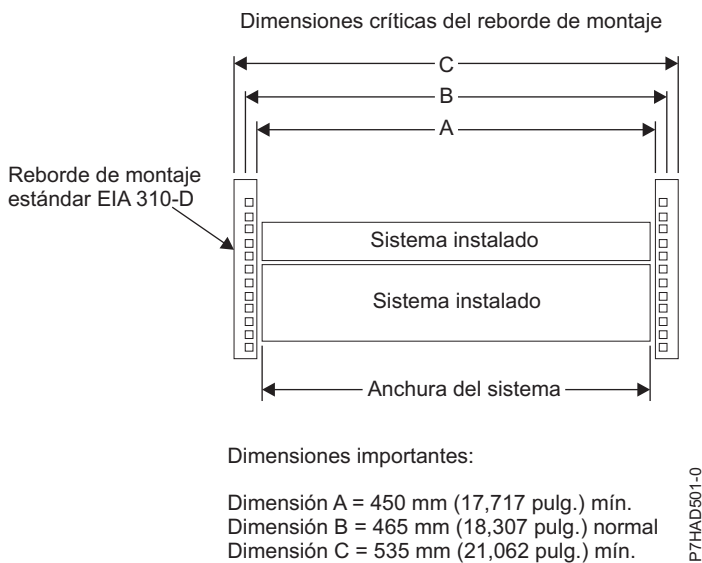 Dimensiones críticas del reborde de montaje
C
B
A
Reborde de montaje
estándar EIA 310-D
Sistema instalado
Sistema instalado
Anchura del sistema
Dimensiones importantes:
Dimensión A = 450 mm (17,717 pulg.) mín.
Dimensión B = 465 mm (18,307 pulg.) normal
Dimensión C = 535 mm (21,062 pulg.) mín.
P7HAD501-0